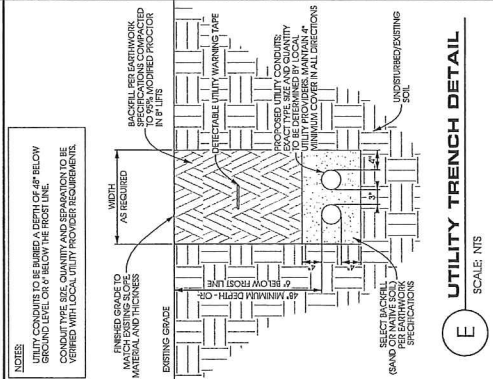 NOTES:
UTILITY CONDUITS TO BE BURIED A DEPTH OF 48" BELOW
GROUND LEVEL OR 6" BELOW THE FROST LINE.
CONDUIT TYPE, SIZE, QUANTITY AND SEPARATION TO BE
VERIFIED WITH LOCAL UTILITY PROVIDER REQUIREMENTS.
WIDTH
AS REQUIRED
BACKFILL PER EARTHWORK
SPECIFICATIONS COMPACTED
TO 95% MODIFIED PROCTOR
IN 8" LIFTS
DETECTABLE UTILITY WARNING TAPE
FINISHED GRADE TO
MATCH EXISTING SLOPE,
MATERIAL AND THICKNESS
EXISTING GRADE
PROPOSED UTILITY CONDUITS:
EXACT TYPE, SIZE AND QUANTITY
TO BE DETERMINED BY LOCAL
UTILITY PROVIDERS. MAINTAIN 4"
MINIMUM COVER IN ALL DIRECTIONS
48" MINIMUM DEPTH - OR-
6" BELOW FROST LINE
4"
4"
3"
4"
UNDISTURBED/EXISTING
SOIL
SELECT BACKFILL
(SAND OR NATIVE SOIL)
PER EARTHWORK
SPECIFICATIONS
E
UTILITY TRENCH DETAIL
SCALE: NTS